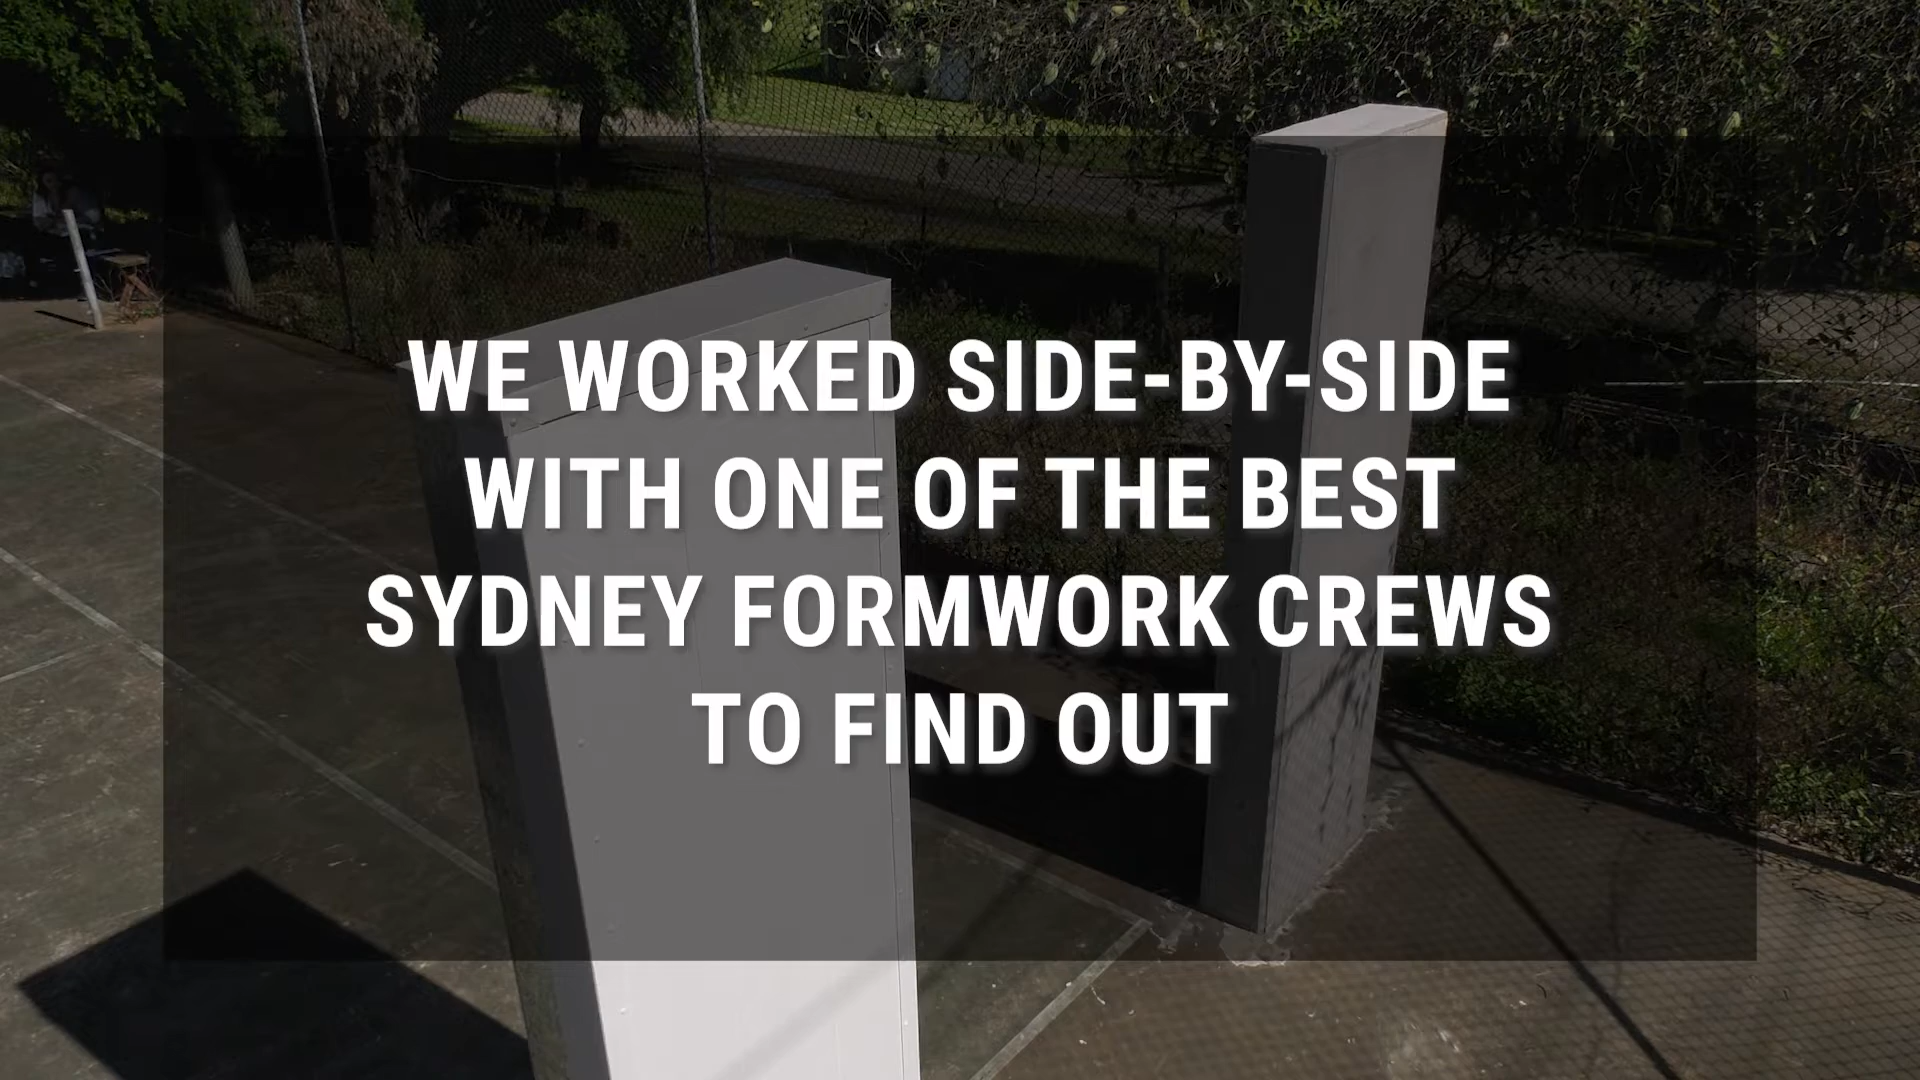 WE WORKED SIDE-BY-SIDE
WITH ONE OF THE BEST
SYDNEY FORMWORK CREWS
TO FIND OUT